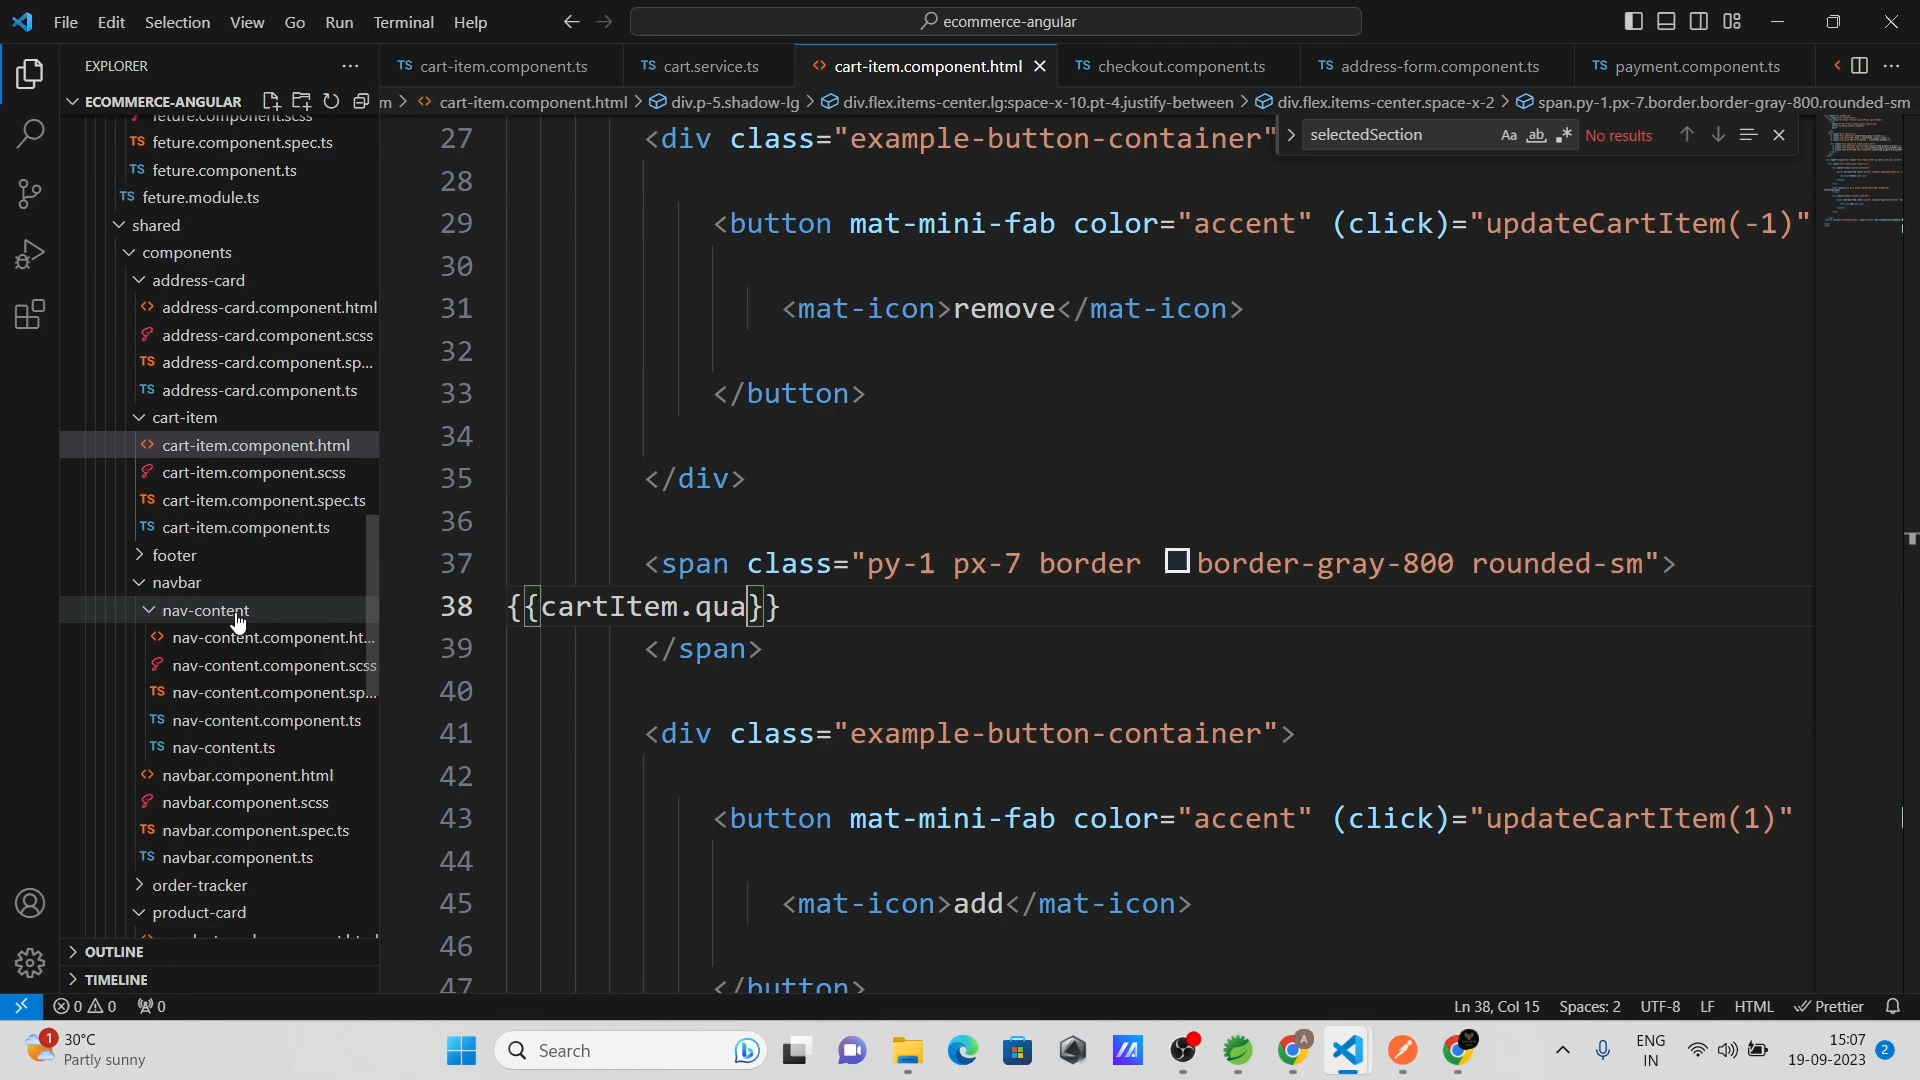 File Edit Selection View Go Run Terminal Help
ecommerce-angular
EXPLORER
TS cart-item.component.ts
TS cart.service.ts
<> cart-item.component.html
TS checkout.component.ts
TS address-form.component.ts
TS payment.component.ts
ECOMMERCE-ANGULAR
m > <> cart-item.component.html > div.p-5.shadow-lg > div.flex.items-center.lg:space-x-10.pt-4.justify-between > div.flex.items-center.space-x-2 > span.py-1.px-7.border.border-gray-800.rounded-sm
selectedSection
Aa ab .* No results
feture.component.scss
TS feture.component.spec.ts
TS feture.component.ts
TS feture.module.ts
shared
components
address-card
<> address-card.component.html
address-card.component.scss
TS address-card.component.sp...
TS address-card.component.ts
cart-item
<> cart-item.component.html
cart-item.component.scss
TS cart-item.component.spec.ts
TS cart-item.component.ts
footer
navbar
nav-content
<> nav-content.component.ht...
nav-content.component.scss
TS nav-content.component.sp...
TS nav-content.component.ts
TS nav-content.ts
<> navbar.component.html
navbar.component.scss
TS navbar.component.spec.ts
TS navbar.component.ts
order-tracker
product-card
OUTLINE
TIMELINE
27 <div class="example-button-container"
28
29 <button mat-mini-fab color="accent" (click)="updateCartItem(-1)"
30
31 <mat-icon>remove</mat-icon>
32
33 </button>
34
35 </div>
36
37 <span class="py-1 px-7 border border-gray-800 rounded-sm">
38 {{cartItem.qua}}
39 </span>
40
41 <div class="example-button-container">
42
43 <button mat-mini-fab color="accent" (click)="updateCartItem(1)"
44
45 <mat-icon>add</mat-icon>
46
47 </button>
0 0 0
Ln 38, Col 15 Spaces: 2 UTF-8 LF HTML Prettier
1
30°C
Partly sunny
Search
A
ENG
IN
15:07
19-09-2023
2